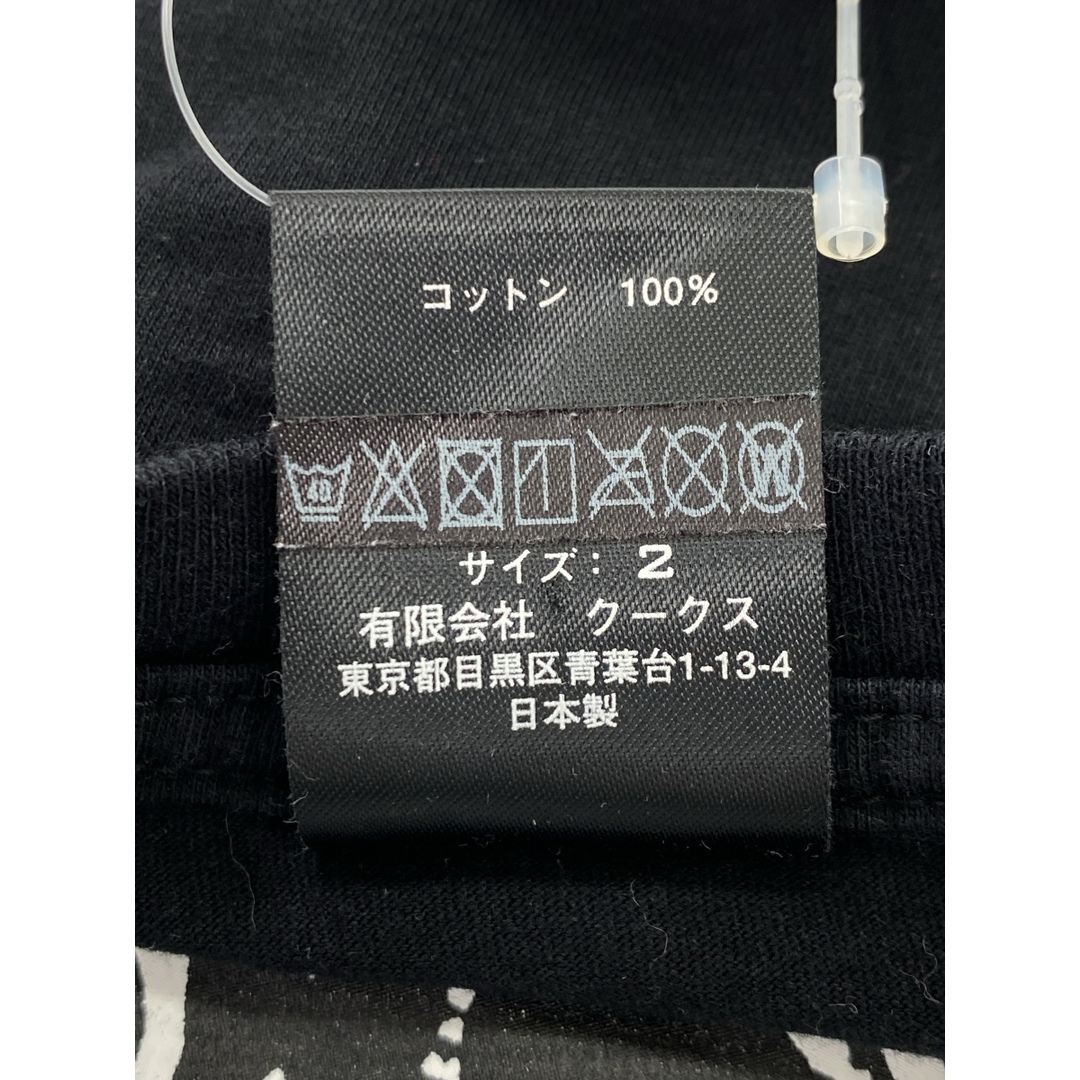 コットン 100%
40
W
サイズ: 2
有限会社 クークス
東京都目黒区青葉台1-13-4
日本製